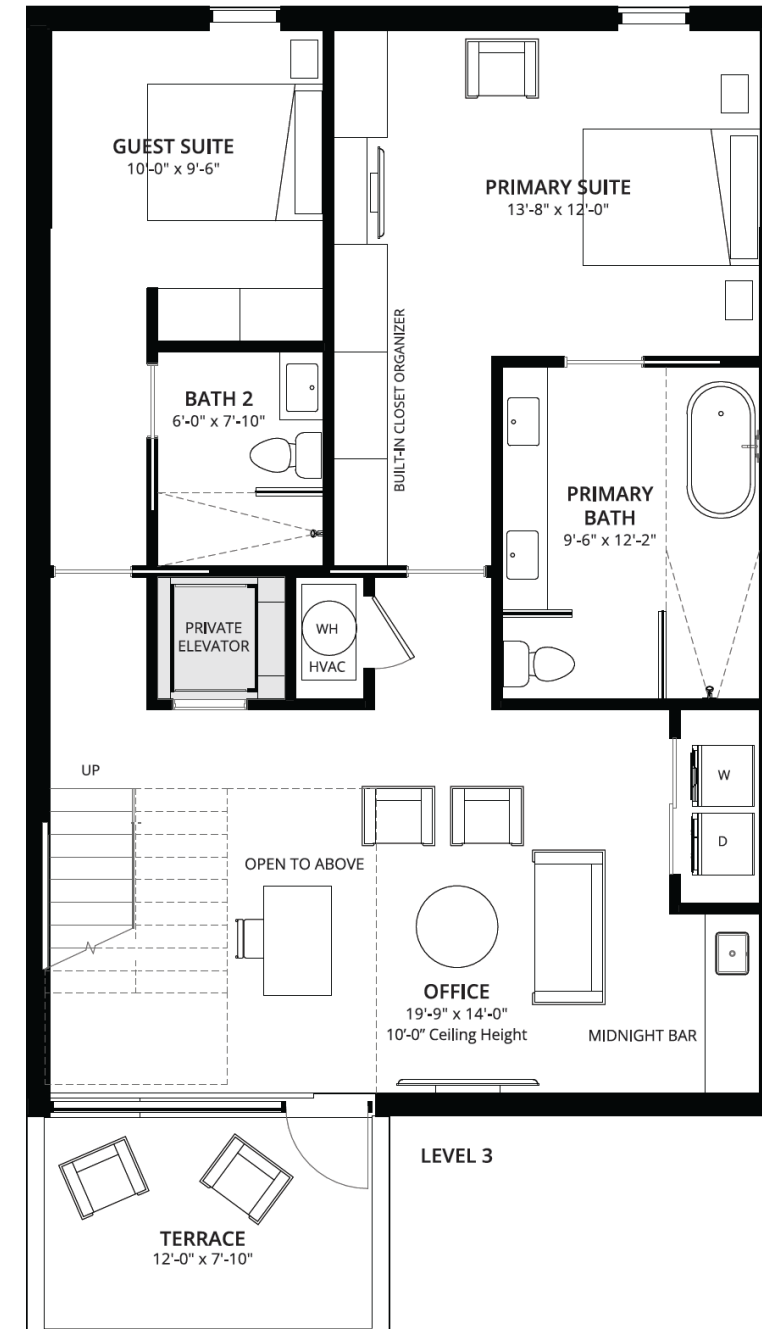 GUEST SUITE
10'-0" x 9'-6"
PRIMARY SUITE
13'-8" x 12'-0"
BUILT-IN CLOSET ORGANIZER
BATH 2
6'-0" x 7'-10"
PRIMARY
BATH
9'-6" x 12'-2"
PRIVATE
ELEVATOR
WH
HVAC
UP
W
D
OPEN TO ABOVE
OFFICE
19'-9" x 14'-0"
10'-0" Ceiling Height
MIDNIGHT BAR
LEVEL 3
TERRACE
12'-0" x 7'-10"